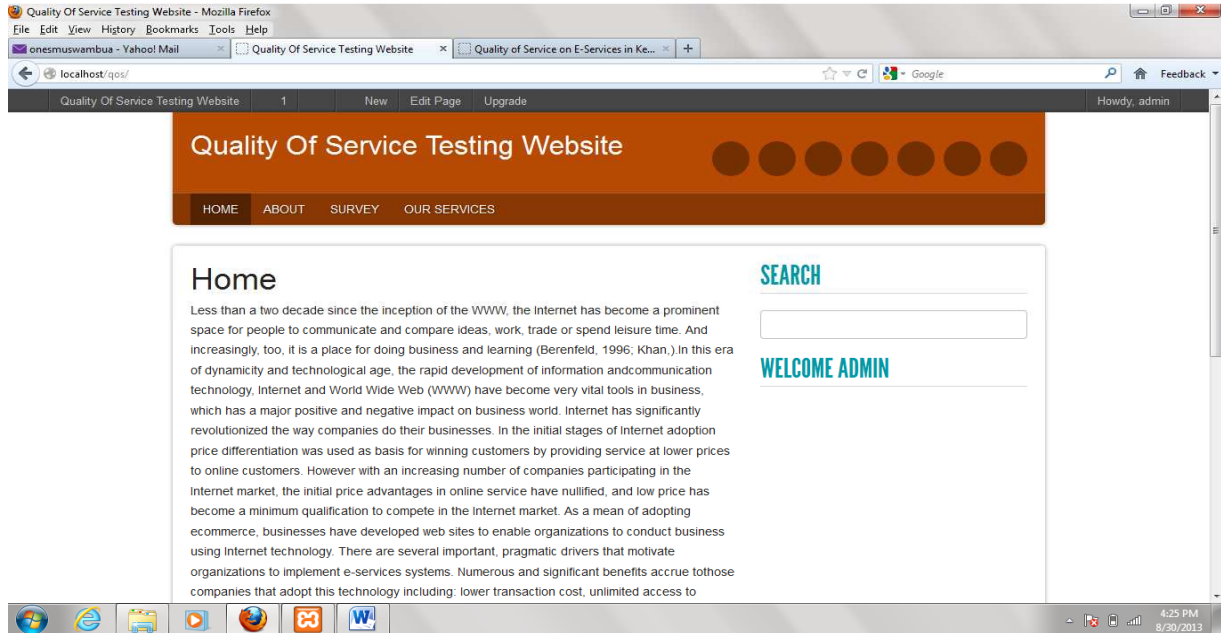 Quality Of Service Testing Website - Mozilla Firefox
File Edit View History Bookmarks Tools Help
onesmuswambua - Yahoo! Mail × Quality Of Service Testing Website × Quality of Service on E-Services in Ke... × +
localhost/qos/ Google Feedback
Quality Of Service Testing Website 1 New Edit Page Upgrade Howdy, admin
Quality Of Service Testing Website
HOME ABOUT SURVEY OUR SERVICES
Home
Less than a two decade since the inception of the WWW, the Internet has become a prominent
space for people to communicate and compare ideas, work, trade or spend leisure time. And
increasingly, too, it is a place for doing business and learning (Berenfeld, 1996; Khan,).In this era
of dynamicity and technological age, the rapid development of information andcommunication
technology, Internet and World Wide Web (WWW) have become very vital tools in business,
which has a major positive and negative impact on business world. Internet has significantly
revolutionized the way companies do their businesses. In the initial stages of Internet adoption
price differentiation was used as basis for winning customers by providing service at lower prices
to online customers. However with an increasing number of companies participating in the
Internet market, the initial price advantages in online service have nullified, and low price has
become a minimum qualification to compete in the Internet market. As a mean of adopting
ecommerce, businesses have developed web sites to enable organizations to conduct business
using Internet technology. There are several important, pragmatic drivers that motivate
organizations to implement e-services systems. Numerous and significant benefits accrue tothose
companies that adopt this technology including: lower transaction cost, unlimited access to
SEARCH
WELCOME ADMIN
4:25 PM
8/30/2013